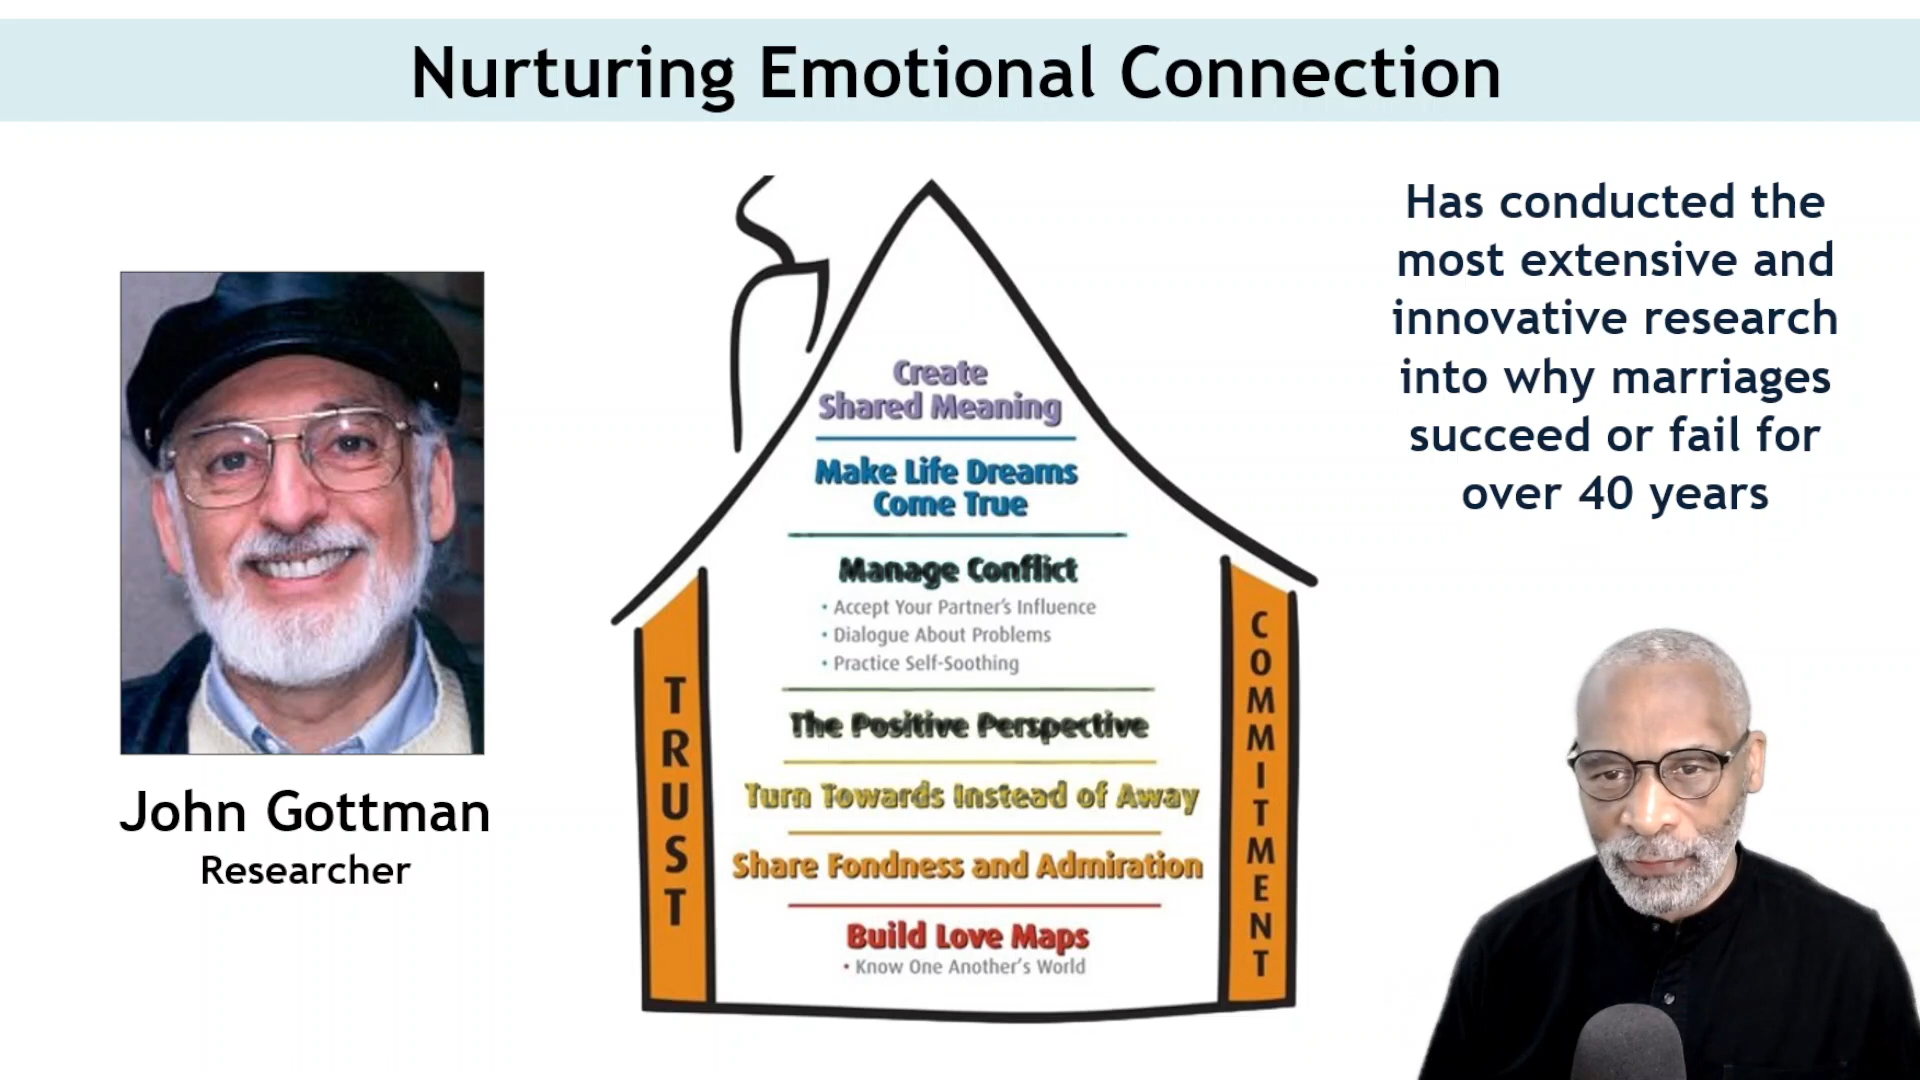 Nurturing Emotional Connection
John Gottman
Researcher
Create
Shared Meaning
Make Life Dreams
Come True
Manage Conflict
• Accept Your Partner's Influence
• Dialogue About Problems
• Practice Self-Soothing
The Positive Perspective
Turn Towards Instead of Away
Share Fondness and Admiration
Build Love Maps
• Know One Another's World
TRUST
COMMITMENT
Has conducted the
most extensive and
innovative research
into why marriages
succeed or fail for
over 40 years